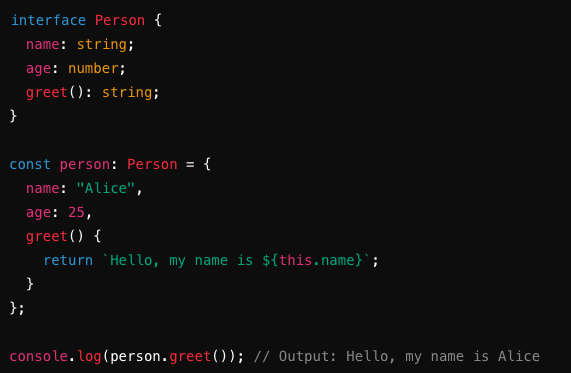 interface Person {
  name: string;
  age: number;
  greet(): string;
}

const person: Person = {
  name: "Alice",
  age: 25,
  greet() {
    return `Hello, my name is ${this.name}`;
  }
};

console.log(person.greet()); // Output: Hello, my name is Alice